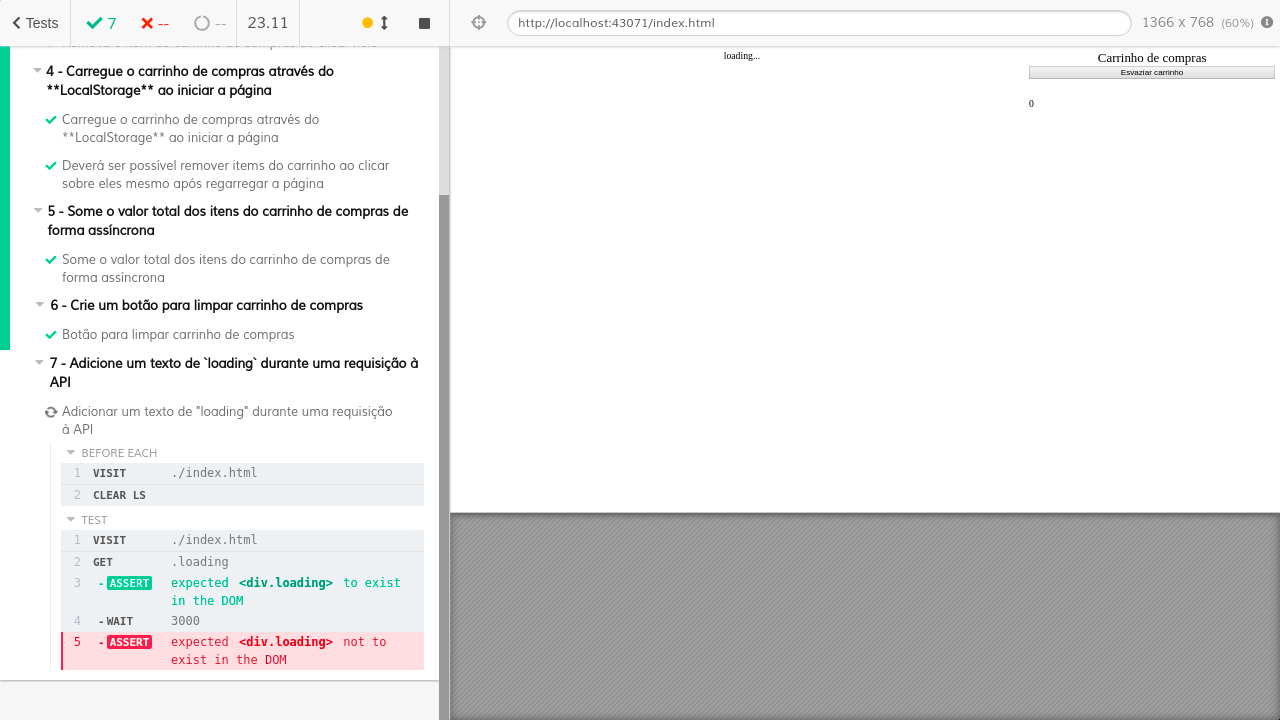 Tests
7
--
--
23.11
http://localhost:43071/index.html
1366 x 768 (60%)
4 - Carregue o carrinho de compras através do
**LocalStorage** ao iniciar a página
Carregue o carrinho de compras através do
**LocalStorage** ao iniciar a página
Deverá ser possível remover items do carrinho ao clicar
sobre eles mesmo após regarregar a página
5 - Some o valor total dos itens do carrinho de compras de
forma assíncrona
Some o valor total dos itens do carrinho de compras de
forma assíncrona
6 - Crie um botão para limpar carrinho de compras
Botão para limpar carrinho de compras
7 - Adicione um texto de `loading` durante uma requisição à
API
Adicionar um texto de "loading" durante uma requisição
à API
BEFORE EACH
1 VISIT ./index.html
2 CLEAR LS
TEST
1 VISIT ./index.html
2 GET .loading
3 - ASSERT expected <div.loading> to exist
in the DOM
4 - WAIT 3000
5 - ASSERT expected <div.loading> not to
exist in the DOM
loading...
Carrinho de compras
Esvaziar carrinho
0